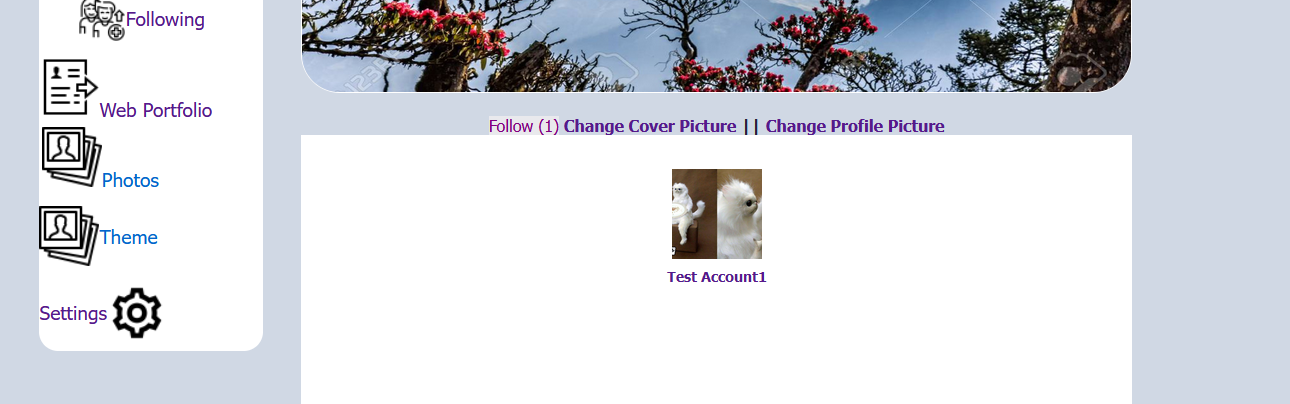 Following
Web Portfolio
Photos
Theme
Settings
Follow (1) Change Cover Picture || Change Profile Picture
Test Account1